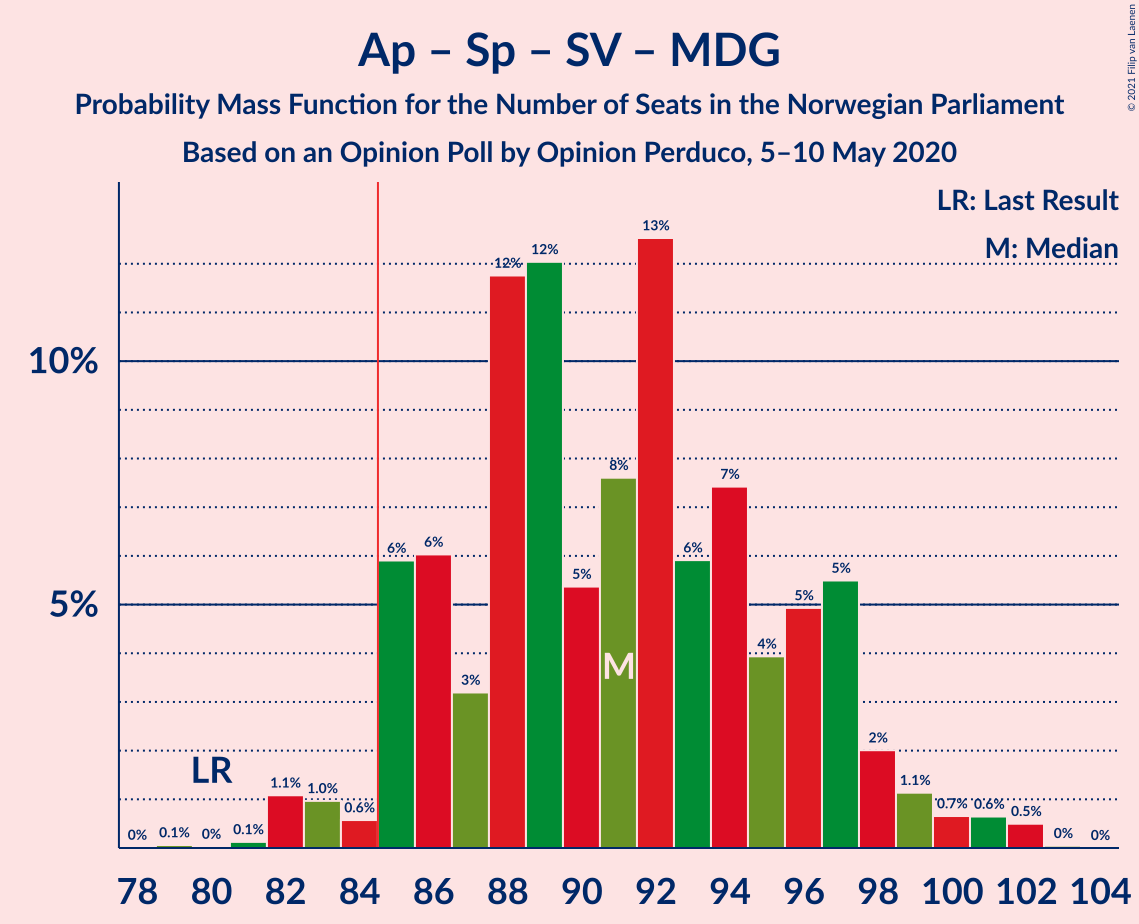 Ap – Sp – SV – MDG
Probability Mass Function for the Number of Seats in the Norwegian Parliament
Based on an Opinion Poll by Opinion Perduco, 5–10 May 2020
© 2021 Filip van Laenen
LR: Last Result
M: Median
10%
5%
0% 0.1% 0% 0.1% 1.1% 1.0% 0.6% 6% 6% 3% 12% 12% 5% 8% 13% 6% 7% 4% 5% 5% 2% 1.1% 0.7% 0.6% 0.5% 0% 0%
LR
M
78 80 82 84 86 88 90 92 94 96 98 100 102 104